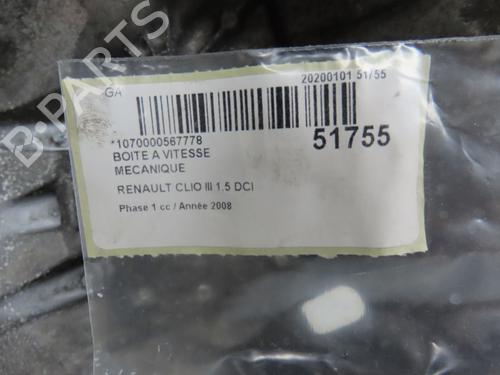 GA
20200101 51/55
*1070000567778
51755
BOITE A VITESSE
MECANIQUE
RENAULT CLIO III 1.5 DCI
Phase 1 cc / Année 2008
B-PARTS